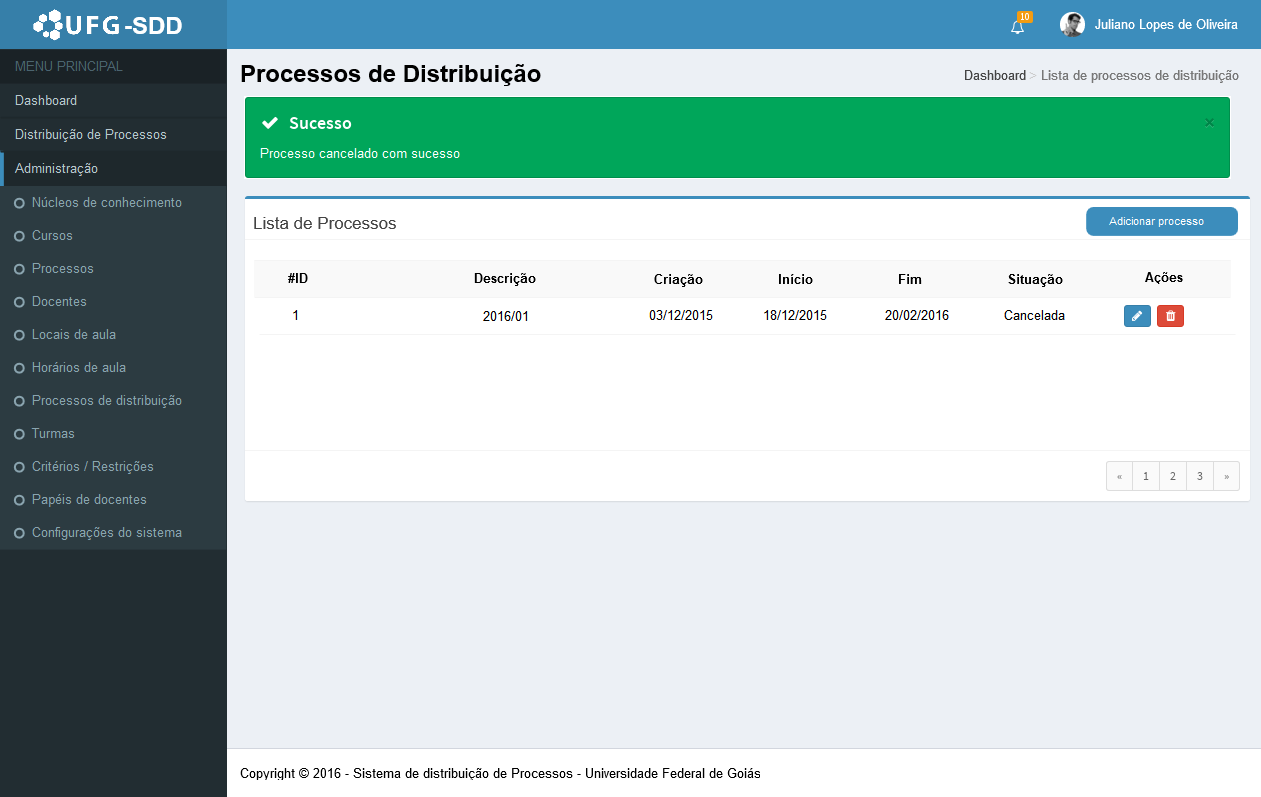 UFG-SDD
10
Juliano Lopes de Oliveira
MENU PRINCIPAL
Dashboard
Distribuição de Processos
Administração
Núcleos de conhecimento
Cursos
Processos
Docentes
Locais de aula
Horários de aula
Processos de distribuição
Turmas
Critérios / Restrições
Papéis de docentes
Configurações do sistema
Processos de Distribuição
Dashboard > Lista de processos de distribuição
Sucesso
×
Processo cancelado com sucesso
Lista de Processos
Adicionar processo
#ID Descrição Criação Início Fim Situação Ações
1 2016/01 03/12/2015 18/12/2015 20/02/2016 Cancelada
« 1 2 3 »
Copyright © 2016 - Sistema de distribuição de Processos - Universidade Federal de Goiás